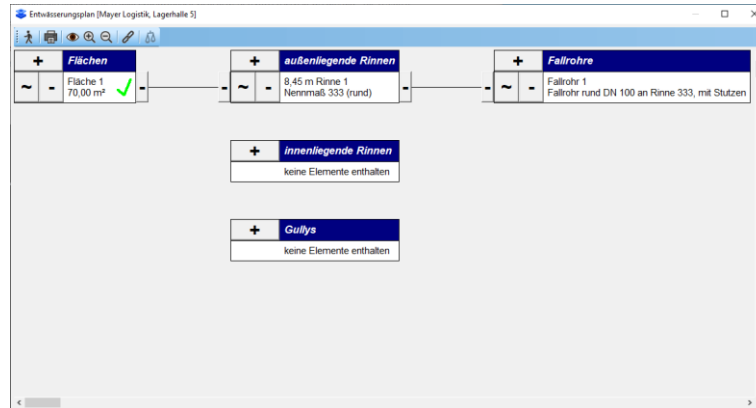 Entwässerungsplan [Mayer Logistik, Lagerhalle 5]
+ Flächen
~ - Fläche 1
70,00 m²
-
+ außenliegende Rinnen
- ~ - 8,45 m Rinne 1
Nennmaß 333 (rund)
-
+ Fallrohre
- ~ - Fallrohr 1
Fallrohr rund DN 100 an Rinne 333, mit Stutzen
+ innenliegende Rinnen
keine Elemente enthalten
+ Gullys
keine Elemente enthalten